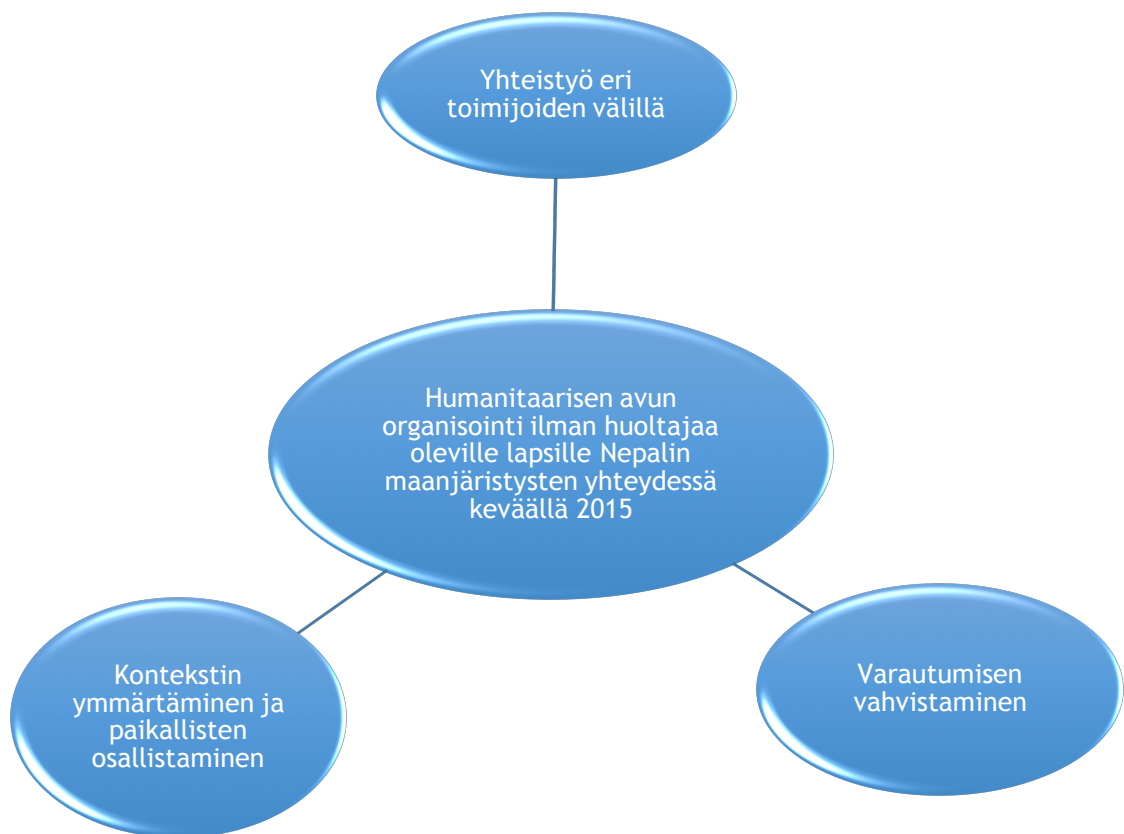 Yhteistyö eri
toimijoiden välillä
Humanitaarisen avun
organisointi ilman huoltajaa
oleville lapsille Nepalin
maanjäristysten yhteydessä
keväällä 2015
Kontekstin
ymmärtäminen ja
paikallisten
osallistaminen
Varautumisen
vahvistaminen